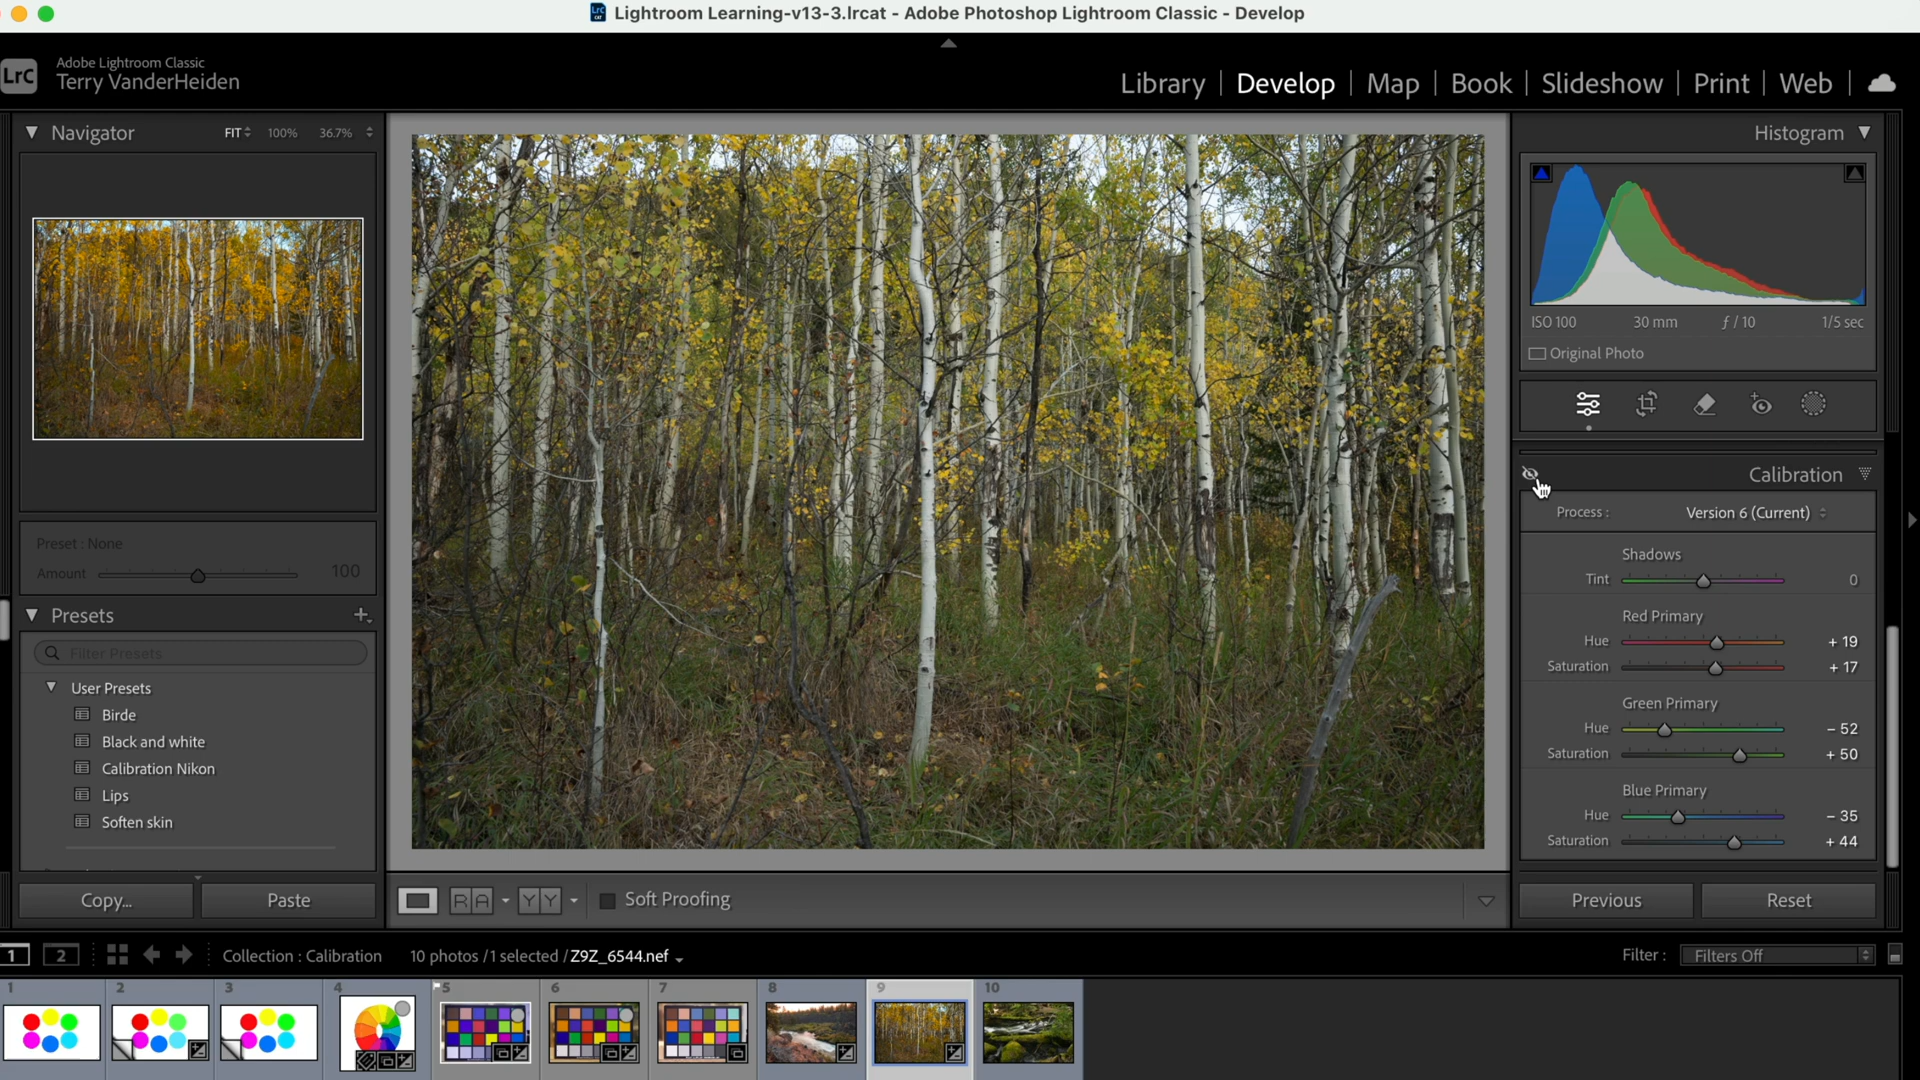 Lightroom Learning-v13-3.lrcat - Adobe Photoshop Lightroom Classic - Develop
LrC
Adobe Lightroom Classic
Terry VanderHeiden
Library | Develop | Map | Book | Slideshow | Print | Web
Navigator FIT 100% 36.7%
Histogram
ISO 100 30 mm ƒ / 10 1/5 sec
Original Photo
Calibration
Process : Version 6 (Current)
Shadows
Tint 0
Red Primary
Hue + 19
Saturation + 17
Green Primary
Hue - 52
Saturation + 50
Blue Primary
Hue - 35
Saturation + 44
Previous Reset
Preset : None
Amount 100
Presets
Filter Presets
User Presets
Birde
Black and white
Calibration Nikon
Lips
Soften skin
Copy... Paste
R A Y Y Soft Proofing
1 2 Collection : Calibration 10 photos / 1 selected / Z9Z_6544.nef Filter : Filters Off
1 2 3 4 5 6 7 8 9 10